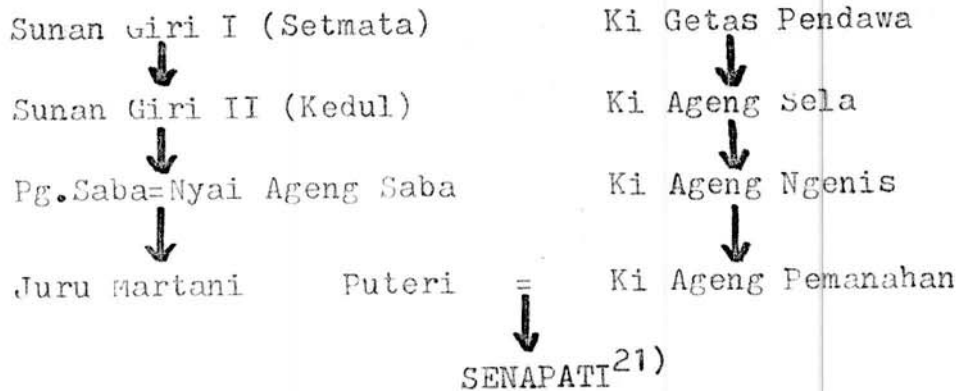 Sunan Giri I (Setmata) Ki Getas Pendawa
Sunan Giri II (Kedul) Ki Ageng Sela
Pg.Saba=Nyai Ageng Saba Ki Ageng Ngenis
Juru Martani Puteri = Ki Ageng Pemanahan
SENAPATI21)